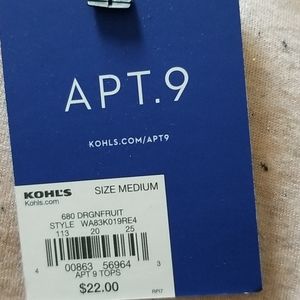 APT.9
KOHLS.COM/APT9
KOHL'S SIZE MEDIUM
Kohls.com
680 DRGNFRUIT
STYLE WA83K019RE4
113 20 25
4 00863 56964 3
APT 9 TOPS
$22.00 RPI7